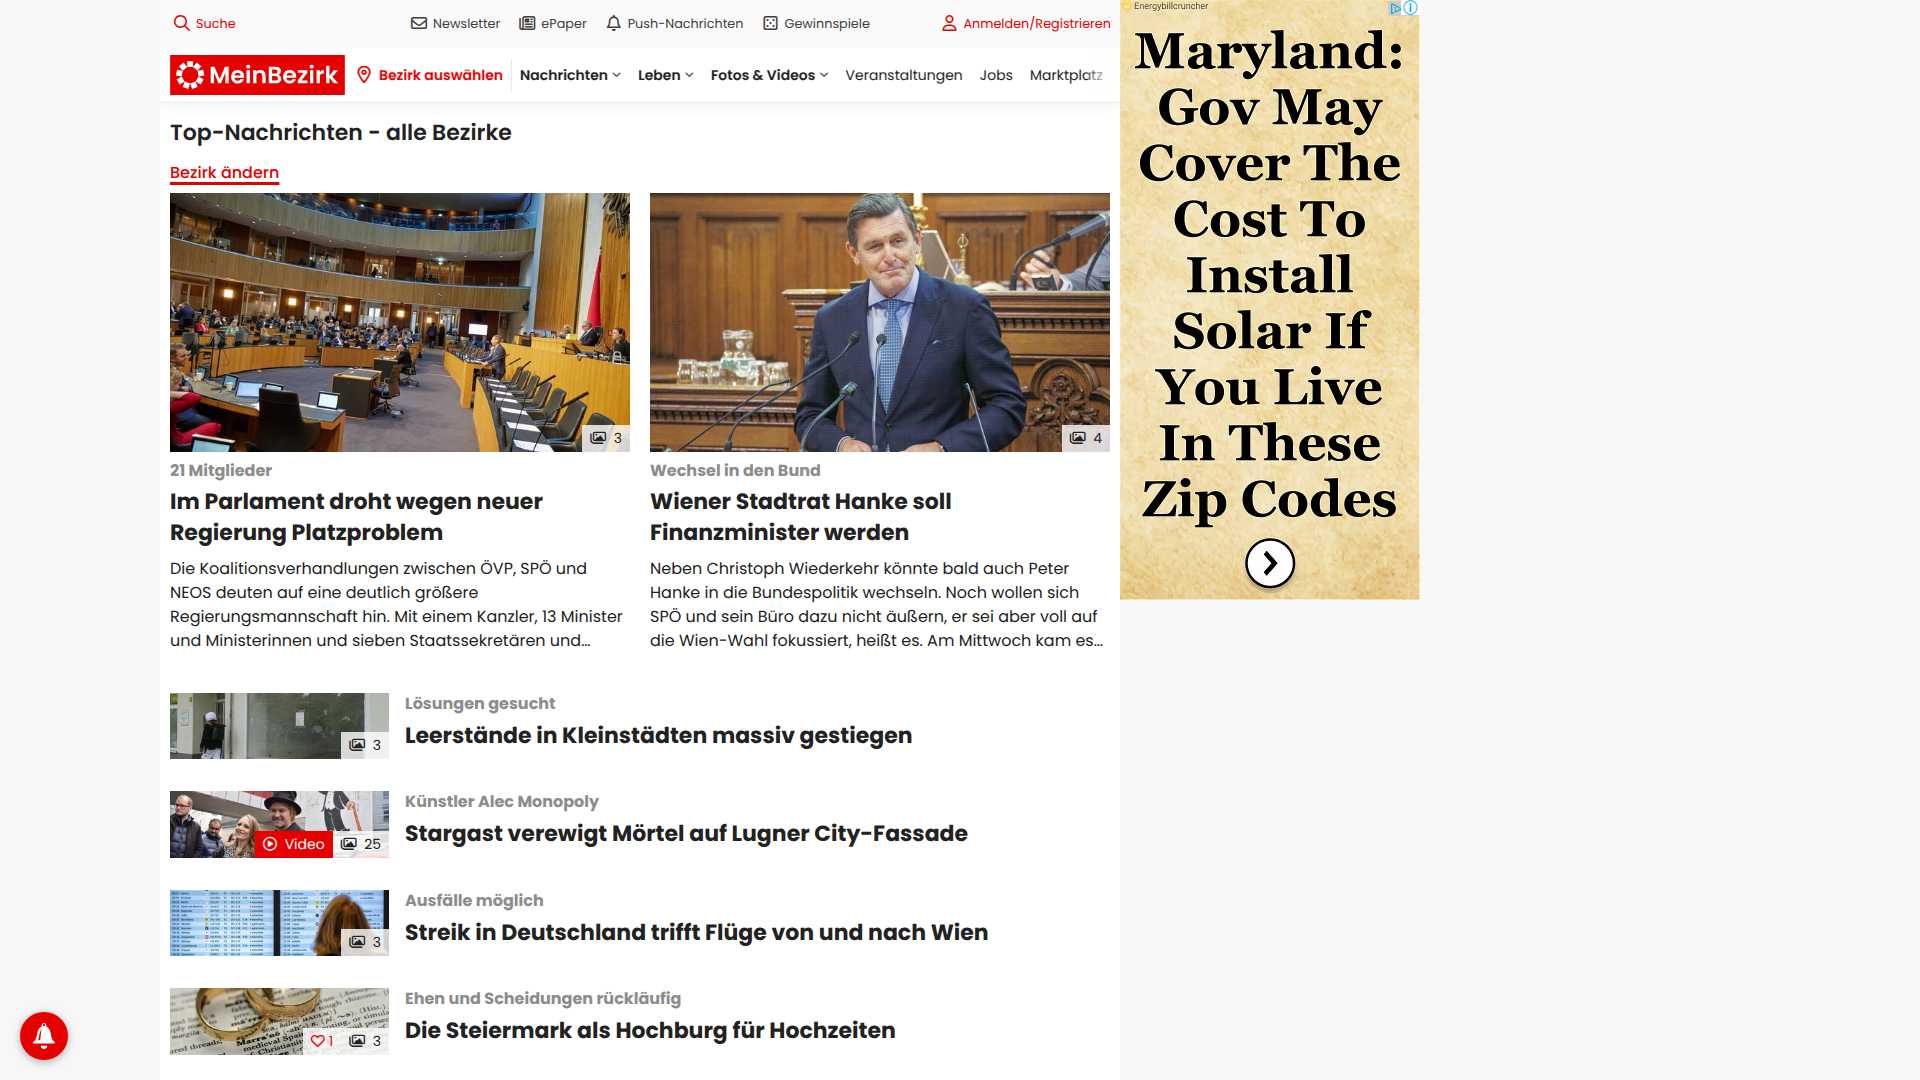 Suche
Newsletter
ePaper
Push-Nachrichten
Gewinnspiele
Anmelden/Registrieren
MeinBezirk
Bezirk auswählen
Nachrichten
Leben
Fotos & Videos
Veranstaltungen
Jobs
Marktplatz
Top-Nachrichten - alle Bezirke
Bezirk ändern
3
21 Mitglieder
Im Parlament droht wegen neuer
Regierung Platzproblem
Die Koalitionsverhandlungen zwischen ÖVP, SPÖ und
NEOS deuten auf eine deutlich größere
Regierungsmannschaft hin. Mit einem Kanzler, 13 Minister
und Ministerinnen und sieben Staatssekretären und...
4
Wechsel in den Bund
Wiener Stadtrat Hanke soll
Finanzminister werden
Neben Christoph Wiederkehr könnte bald auch Peter
Hanke in die Bundespolitik wechseln. Noch wollen sich
SPÖ und sein Büro dazu nicht äußern, er sei aber voll auf
die Wien-Wahl fokussiert, heißt es. Am Mittwoch kam es...
3
Lösungen gesucht
Leerstände in Kleinstädten massiv gestiegen
Video
25
Künstler Alec Monopoly
Stargast verewigt Mörtel auf Lugner City-Fassade
3
Ausfälle möglich
Streik in Deutschland trifft Flüge von und nach Wien
1
3
Ehen und Scheidungen rückläufig
Die Steiermark als Hochburg für Hochzeiten
Energybillcruncher
Maryland:
Gov May
Cover The
Cost To
Install
Solar If
You Live
In These
Zip Codes